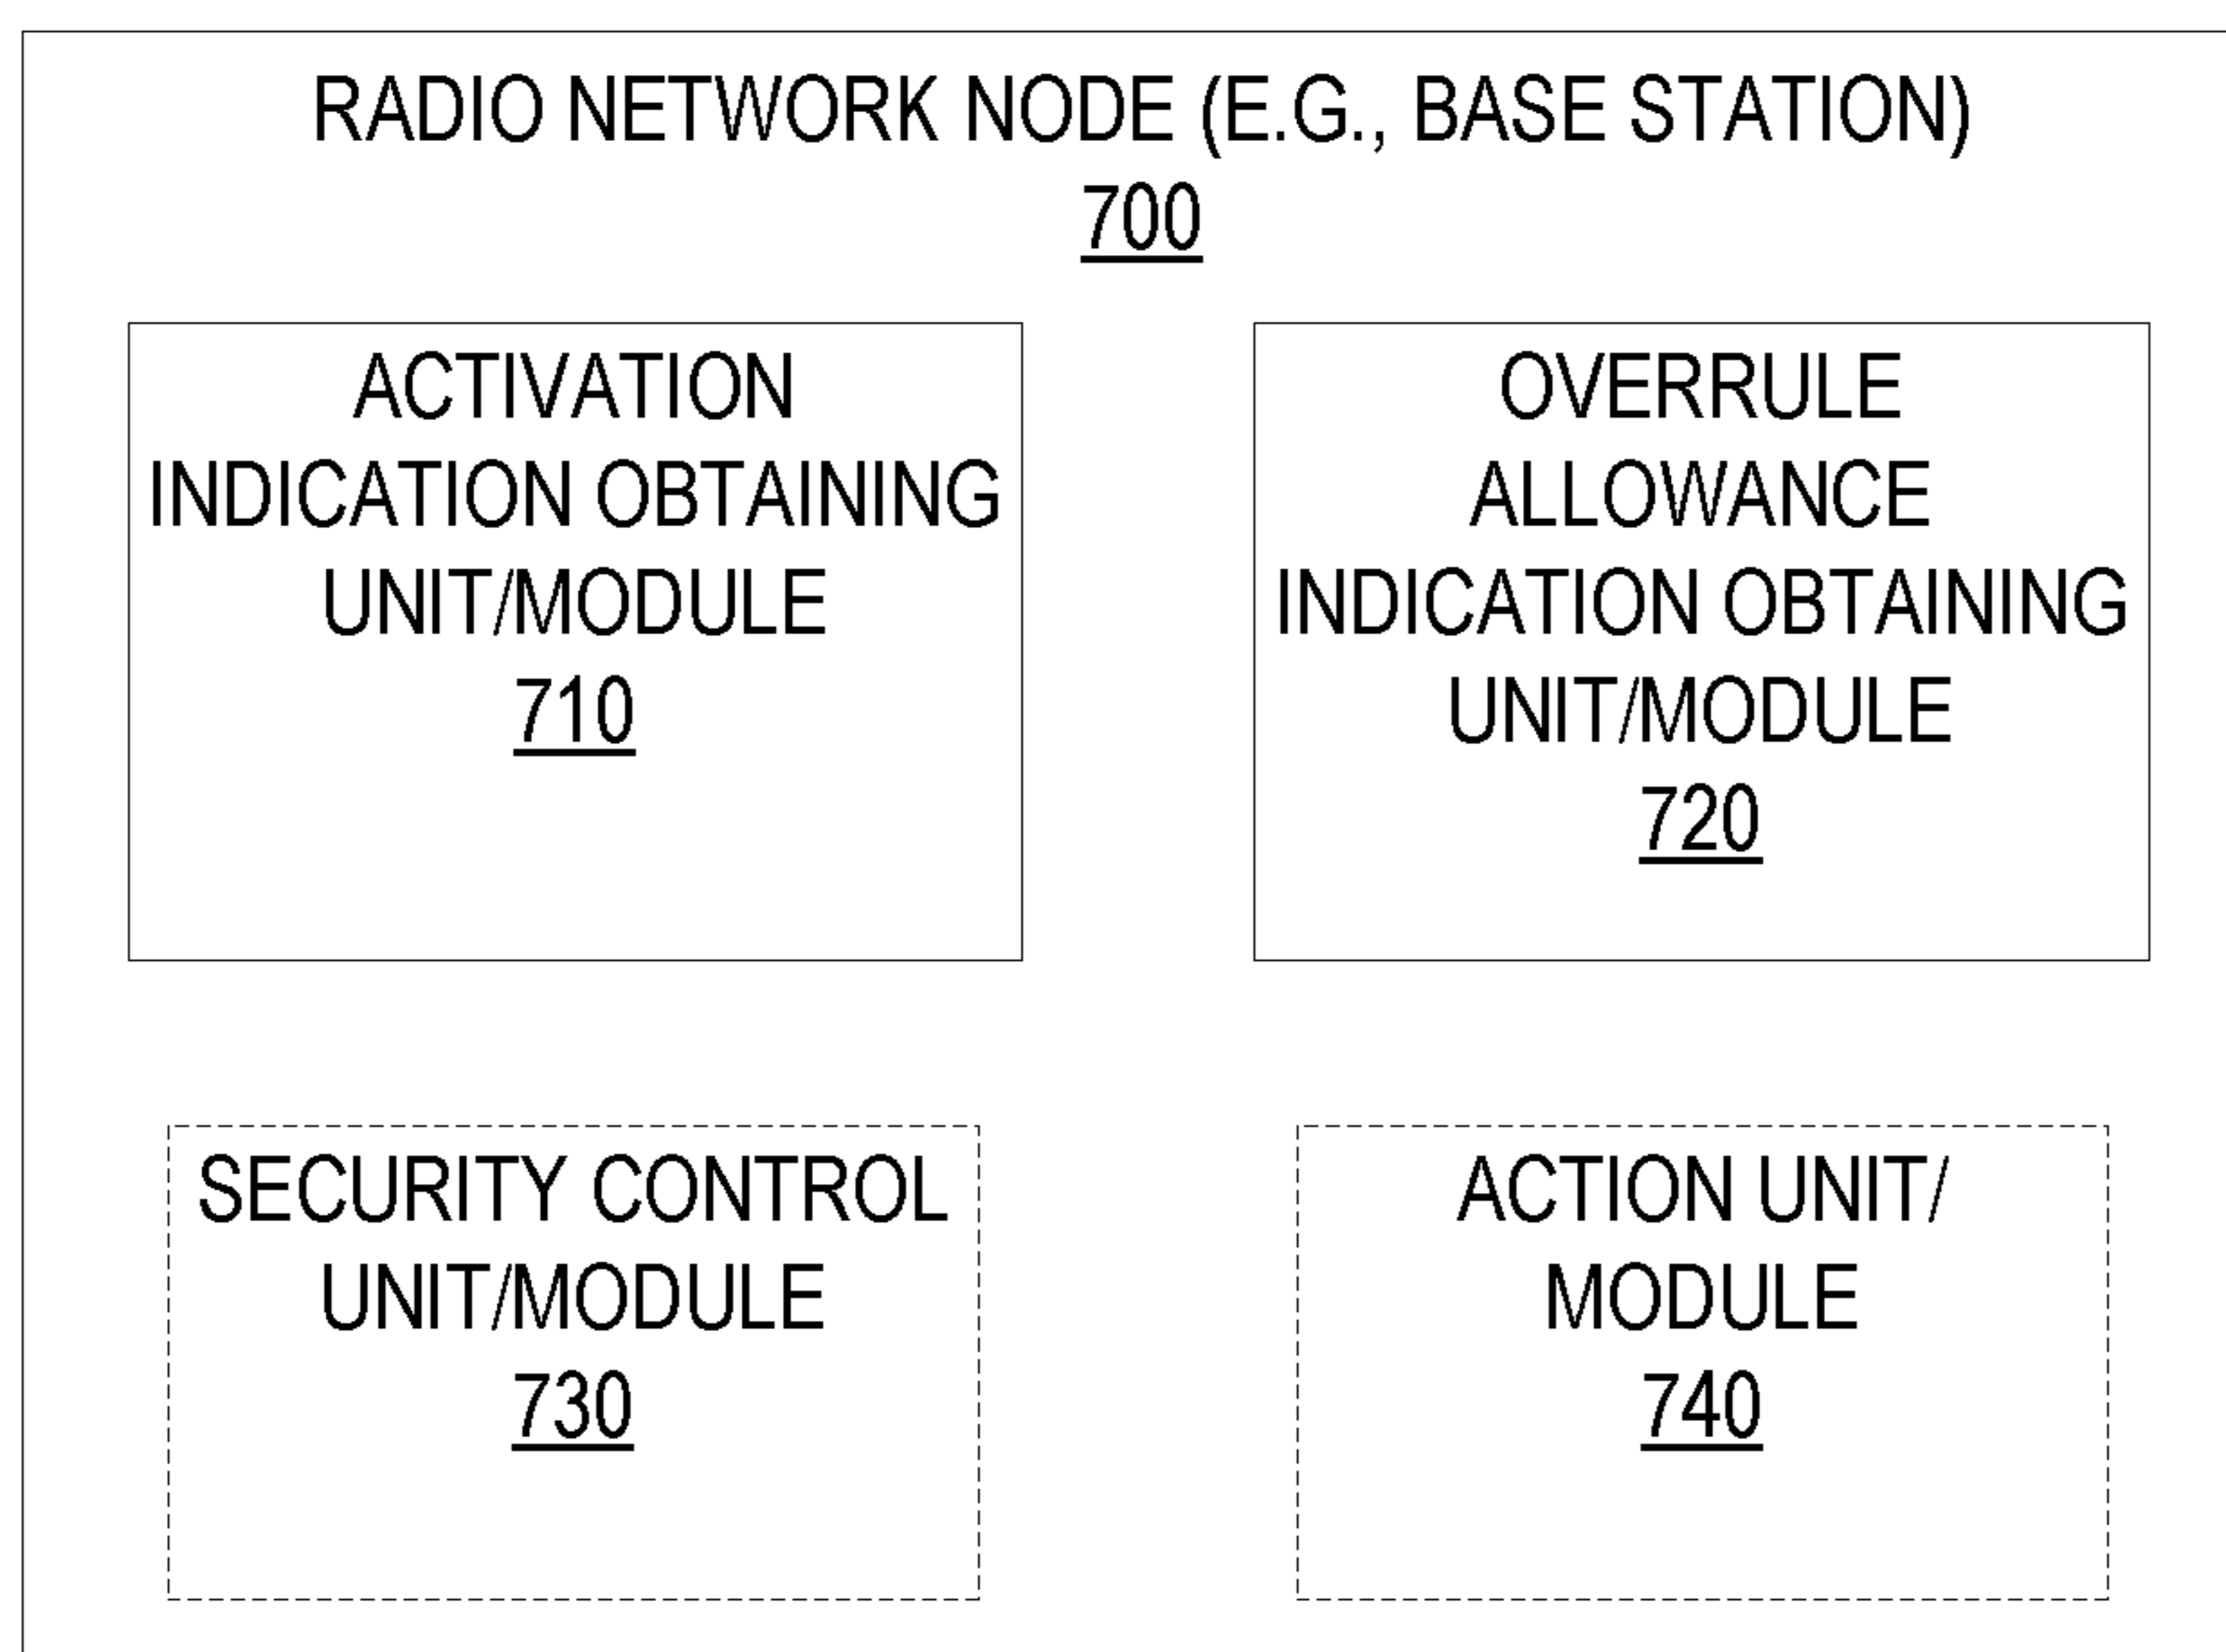 RADIO NETWORK NODE (E.G., BASE STATION)
700
ACTIVATION
INDICATION OBTAINING
UNIT/MODULE
710
OVERRULE
ALLOWANCE
INDICATION OBTAINING
UNIT/MODULE
720
SECURITY CONTROL
UNIT/MODULE
730
ACTION UNIT/
MODULE
740